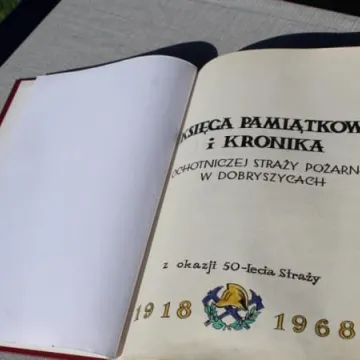 KSIĘGA PAMIĄTKOW
i KRONIKA
OCHOTNICZEJ STRAŻY POŻARN
W DOBRYSZYCACH
z okazji 50-lecia Straży
1918 1968